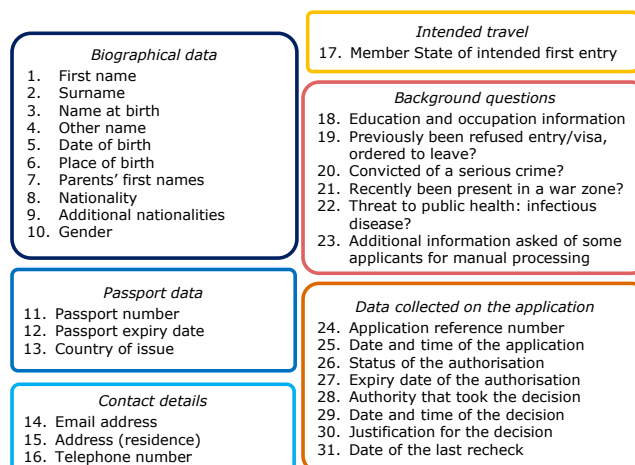 Biographical data
1. First name
2. Surname
3. Name at birth
4. Other name
5. Date of birth
6. Place of birth
7. Parents’ first names
8. Nationality
9. Additional nationalities
10. Gender
Passport data
11. Passport number
12. Passport expiry date
13. Country of issue
Contact details
14. Email address
15. Address (residence)
16. Telephone number
Intended travel
17. Member State of intended first entry
Background questions
18. Education and occupation information
19. Previously been refused entry/visa,
ordered to leave?
20. Convicted of a serious crime?
21. Recently been present in a war zone?
22. Threat to public health: infectious
disease?
23. Additional information asked of some
applicants for manual processing
Data collected on the application
24. Application reference number
25. Date and time of the application
26. Status of the authorisation
27. Expiry date of the authorisation
28. Authority that took the decision
29. Date and time of the decision
30. Justification for the decision
31. Date of the last recheck